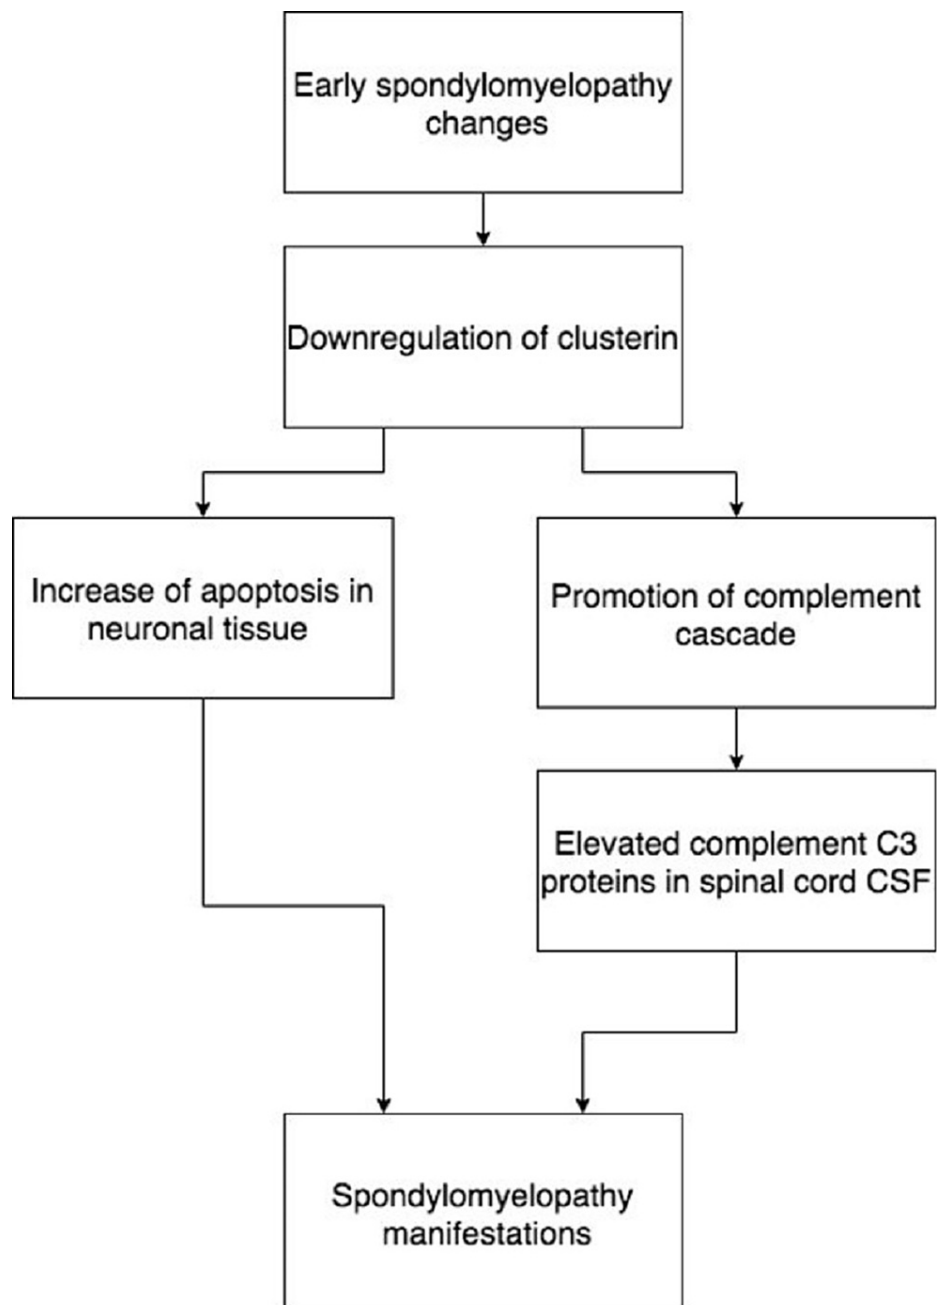 Early spondylomyelopathy
changes
Downregulation of clusterin
Increase of apoptosis in
neuronal tissue
Promotion of complement
cascade
Elevated complement C3
proteins in spinal cord CSF
Spondylomyelopathy
manifestations